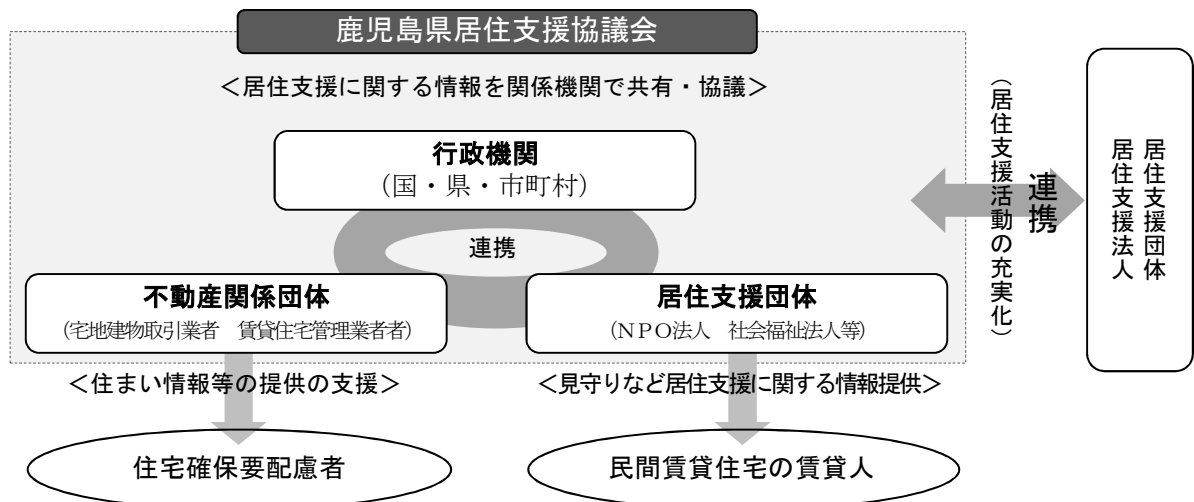 鹿児島県居住支援協議会
＜居住支援に関する情報を関係機関で共有・協議＞
行政機関
（国・県・市町村）
連携
不動産関係団体
（宅地建物取引業者　賃貸住宅管理業者者）
居住支援団体
（ＮＰＯ法人　社会福祉法人等）
＜住まい情報等の提供の支援＞
＜見守りなど居住支援に関する情報提供＞
住宅確保要配慮者
民間賃貸住宅の賃貸人
連携
（居住支援活動の充実化）
居住支援団体
居住支援法人